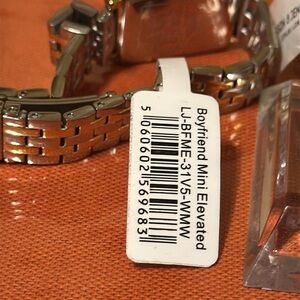 Boyfriend Mini Elevated
LJ-BFME-31V5-WMW
5 060602 569683